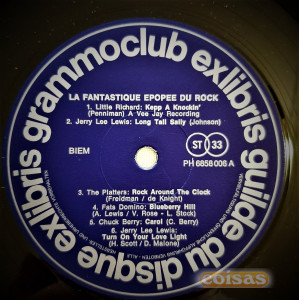 grammoclub exlibris
guilde du disque exlibris
LA FANTASTIQUE EPOPEE DU ROCK
1. Little Richard: Kepp A Knockin'
(Penniman) A Vee Jay Recording
2. Jerry Lee Lewis: Long Tall Sally (Johnson)
BIEM
ST 33
PH 6858 006 A
3. The Platters: Rock Around The Clock
(Freidman / de Knight)
4. Fats Domino: Blueberry Hill
(A. Lewis / V. Rose - L. Stock)
5. Chuck Berry: Carol (C. Berry)
6. Jerry Lee Lewis:
Turn On Your Love Light
(H. Scott / D. Malone)
coisas